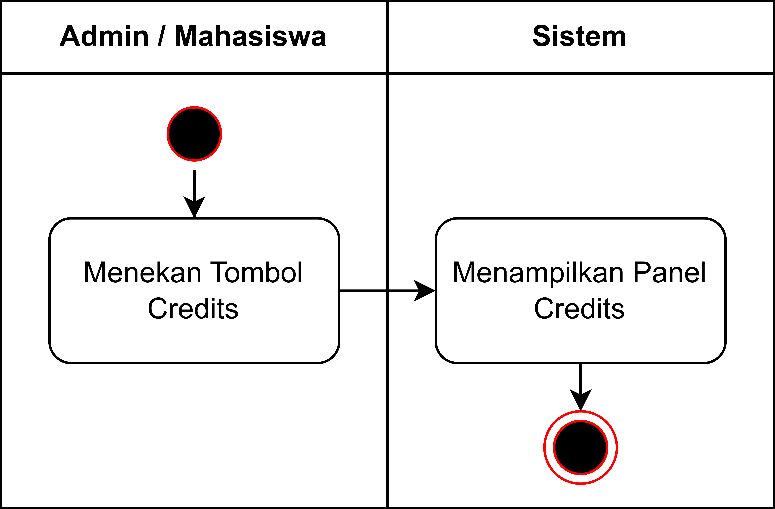 Admin / Mahasiswa
Sistem
Menekan Tombol
Credits
Menampilkan Panel
Credits